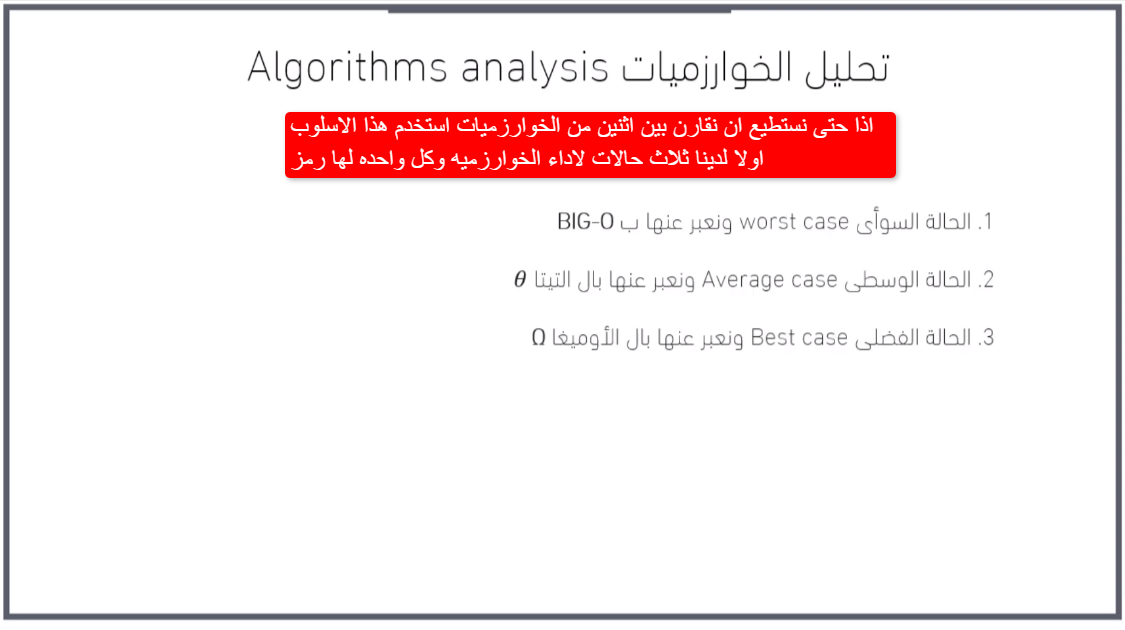 تحليل الخوارزميات Algorithms analysis
اذا حتى نستطيع ان نقارن بين اثنين من الخوارزميات استخدم هذا الاسلوب
اولا لدينا ثلاث حالات لاداء الخوارزميه وكل واحده لها رمز
1. الحالة السوأى worst case ونعبر عنها ب BIG-O
2. الحالة الوسطى Average case ونعبر عنها بال التيتا θ
3. الحالة الفضلى Best case ونعبر عنها بال الأوميغا Ω